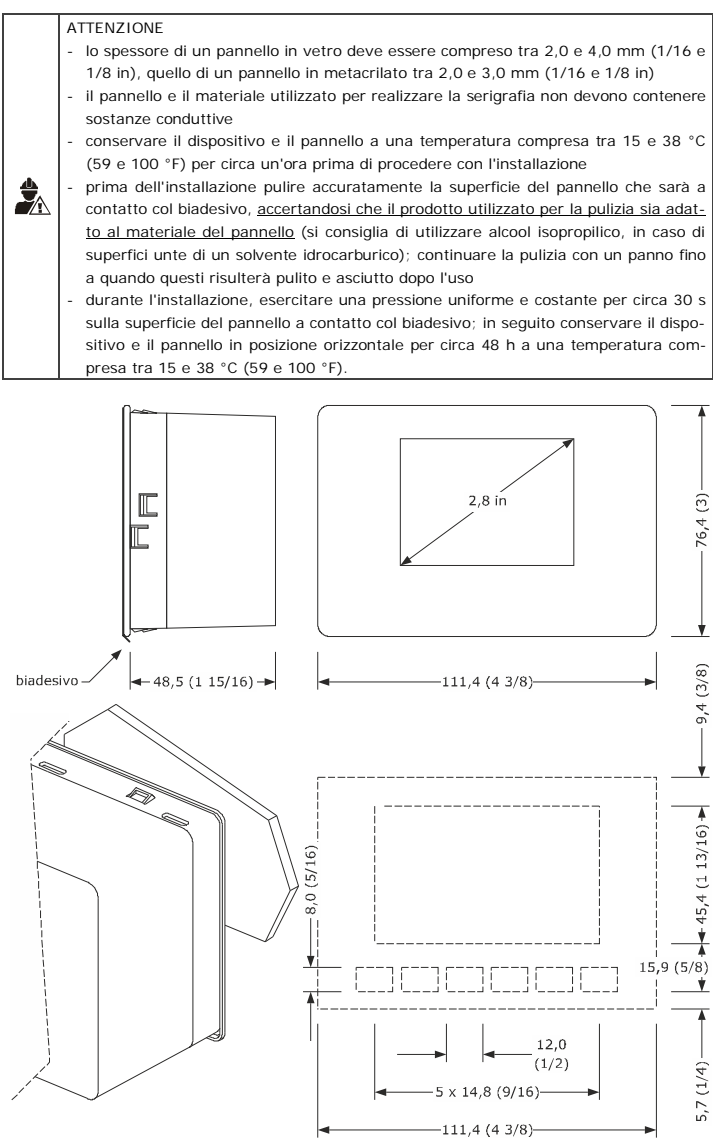 ATTENZIONE
- lo spessore di un pannello in vetro deve essere compreso tra 2,0 e 4,0 mm (1/16 e
1/8 in), quello di un pannello in metacrilato tra 2,0 e 3,0 mm (1/16 e 1/8 in)
- il pannello e il materiale utilizzato per realizzare la serigrafia non devono contenere
sostanze conduttive
- conservare il dispositivo e il pannello a una temperatura compresa tra 15 e 38 °C
(59 e 100 °F) per circa un'ora prima di procedere con l'installazione
- prima dell'installazione pulire accuratamente la superficie del pannello che sarà a
contatto col biadesivo, accertandosi che il prodotto utilizzato per la pulizia sia adat-
to al materiale del pannello (si consiglia di utilizzare alcool isopropilico, in caso di
superfici unte di un solvente idrocarburico); continuare la pulizia con un panno fino
a quando questi risulterà pulito e asciutto dopo l'uso
- durante l'installazione, esercitare una pressione uniforme e costante per circa 30 s
sulla superficie del pannello a contatto col biadesivo; in seguito conservare il dispo-
sitivo e il pannello in posizione orizzontale per circa 48 h a una temperatura com-
presa tra 15 e 38 °C (59 e 100 °F).
2,8 in
76,4 (3)
biadesivo
48,5 (1 15/16)
111,4 (4 3/8)
9,4 (3/8)
8,0 (5/16)
45,4 (1 13/16)
15,9 (5/8)
12,0
(1/2)
5 x 14,8 (9/16)
5,7 (1/4)
111,4 (4 3/8)